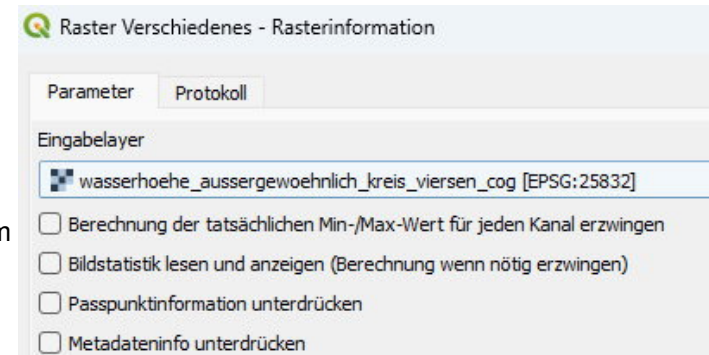 Raster Verschiedenes - Rasterinformation
Parameter Protokoll
Eingabelayer
wasserhoehe_aussergewoehnlich_kreis_viersen_cog [EPSG:25832]
Berechnung der tatsächlichen Min-/Max-Wert für jeden Kanal erzwingen
Bildstatistik lesen und anzeigen (Berechnung wenn nötig erzwingen)
Passpunktinformation unterdrücken
Metadateninfo unterdrücken